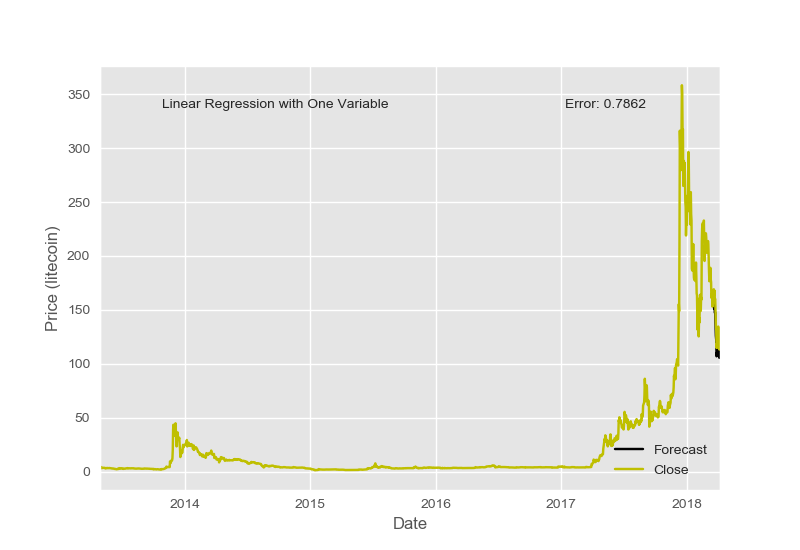 Linear Regression with One Variable
Error: 0.7862
350
300
250
200
150
100
50
0
Price (litecoin)
Forecast
Close
2014
2015
2016
2017
2018
Date